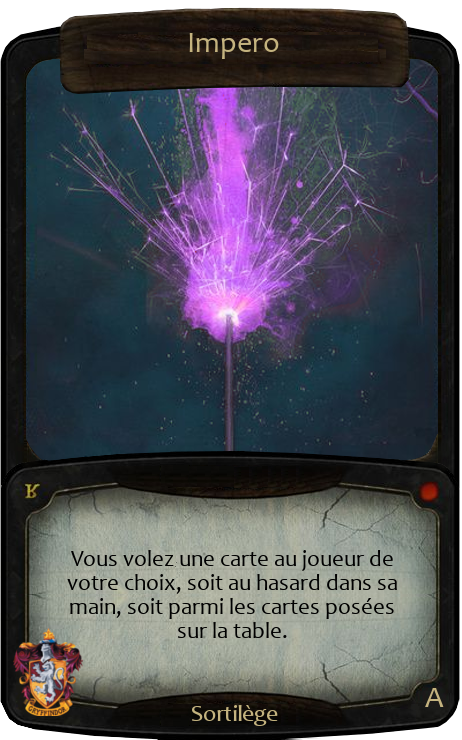 Impero
Vous volez une carte au joueur de
votre choix, soit au hasard dans sa
main, soit parmi les cartes posées
sur la table.
GRYFFINDOR
Sortilège
A